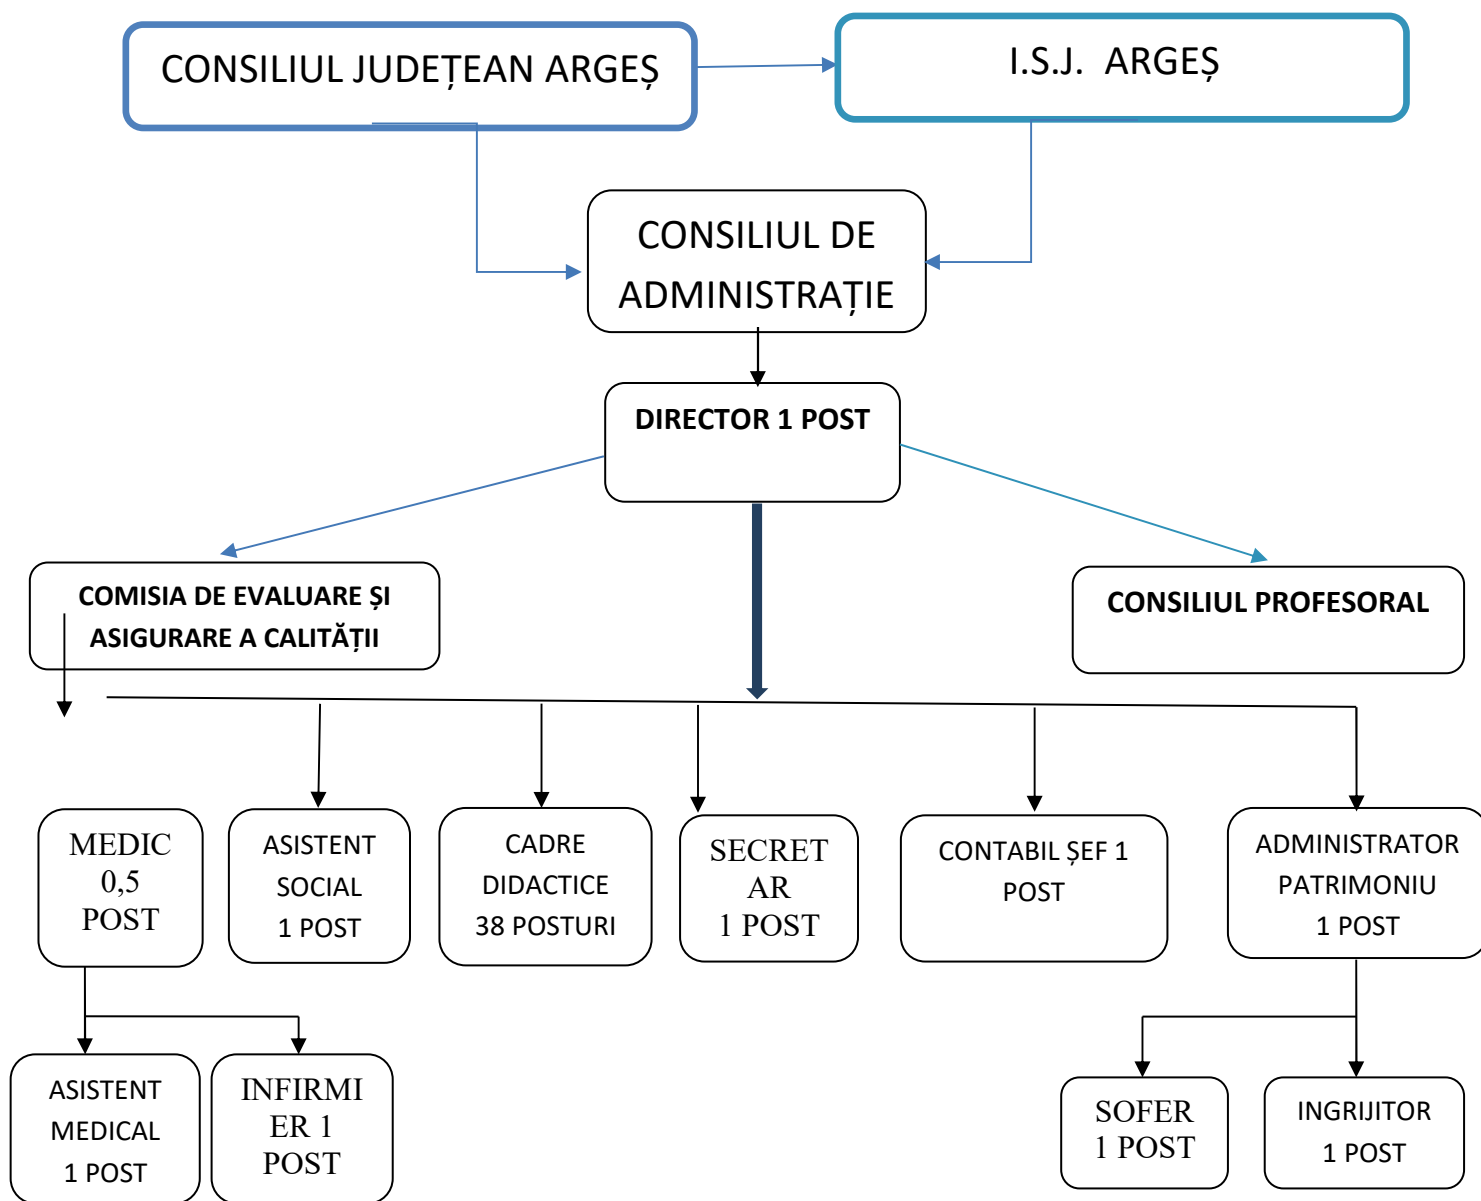 CONSILIUL JUDEȚEAN ARGEȘ
I.S.J. ARGEȘ
CONSILIUL DE
ADMINISTRAȚIE
DIRECTOR 1 POST
COMISIA DE EVALUARE ȘI
ASIGURARE A CALITĂȚII
CONSILIUL PROFESORAL
MEDIC
0,5
POST
ASISTENT
SOCIAL
1 POST
CADRE
DIDACTICE
38 POSTURI
SECRET
AR
1 POST
CONTABIL ȘEF 1
POST
ADMINISTRATOR
PATRIMONIU
1 POST
ASISTENT
MEDICAL
1 POST
INFIRMI
ER 1
POST
SOFER
1 POST
INGRIJITOR
1 POST